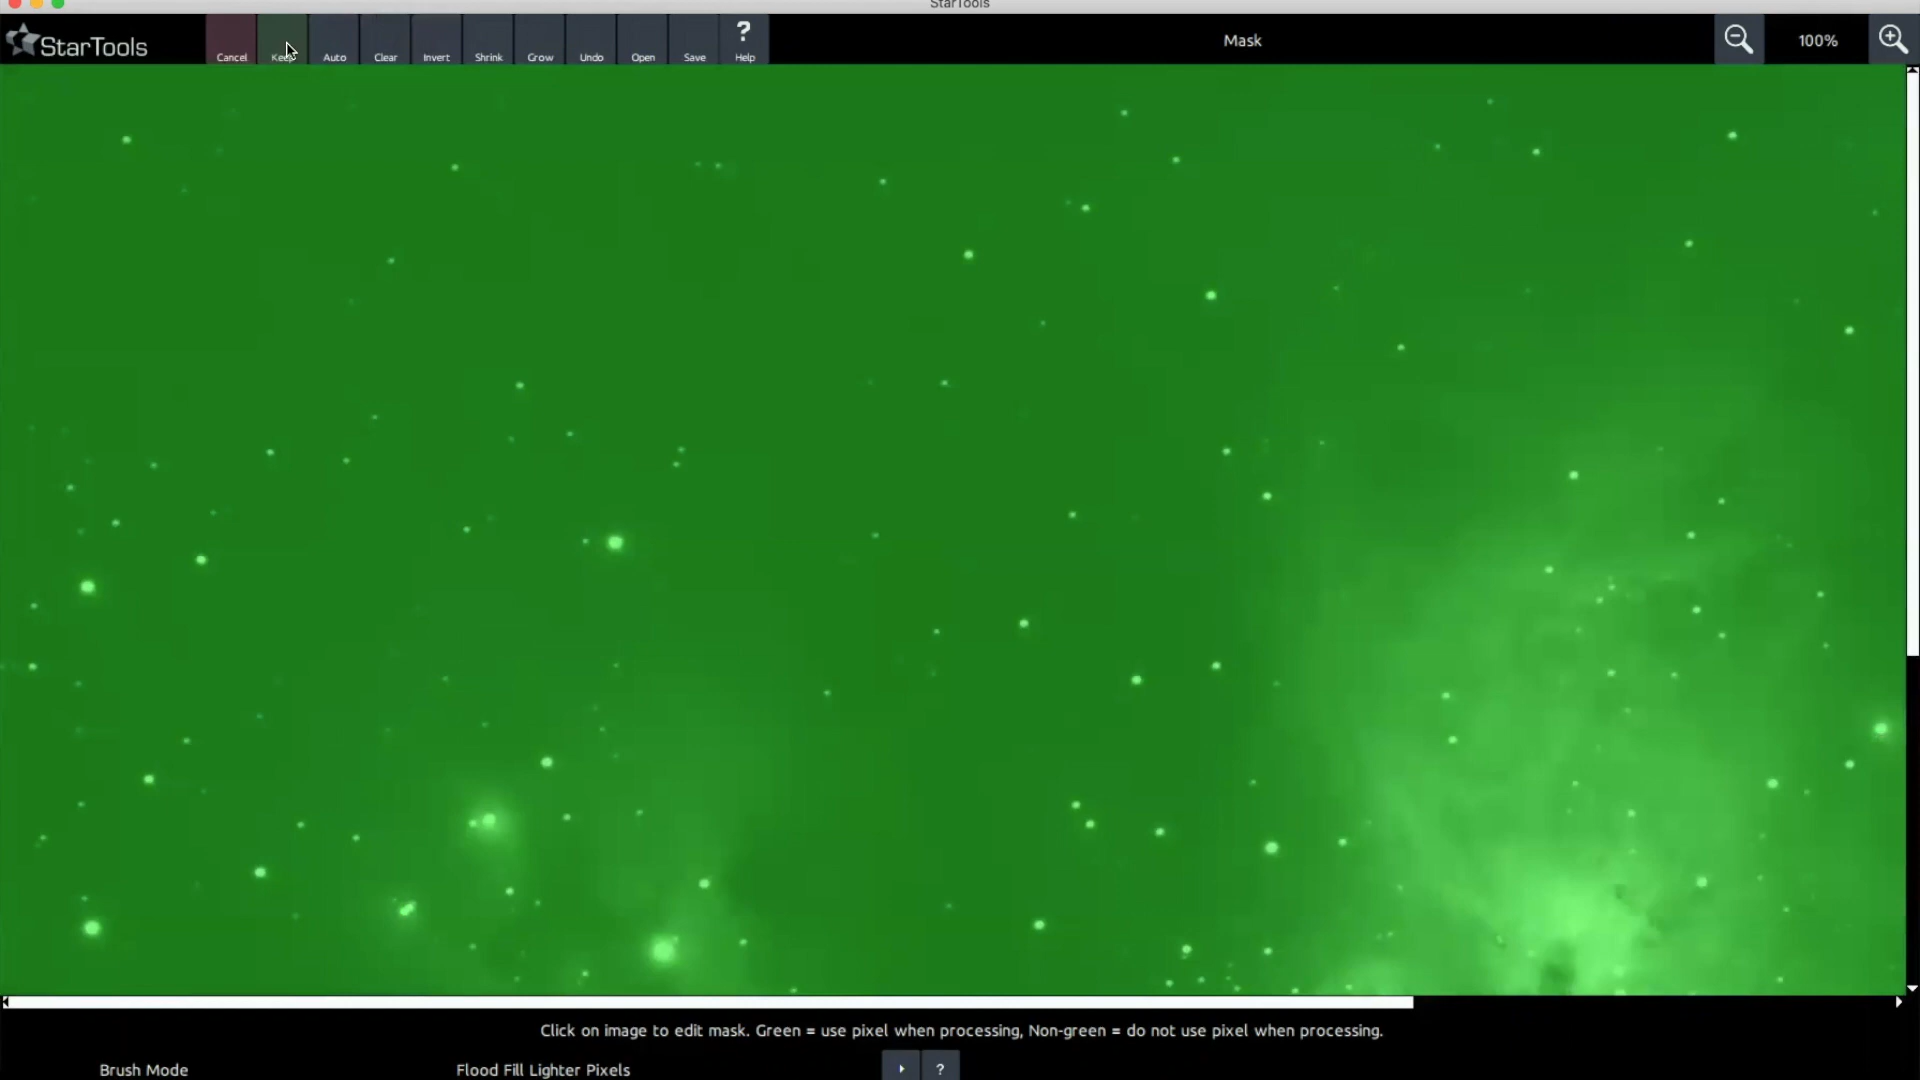 StarTools
StarTools
Cancel
Keep
Auto
Clear
Invert
Shrink
Grow
Undo
Open
Save
?
Help
Mask
100%
Click on image to edit mask. Green = use pixel when processing, Non-green = do not use pixel when processing.
Brush Mode
Flood Fill Lighter Pixels
?